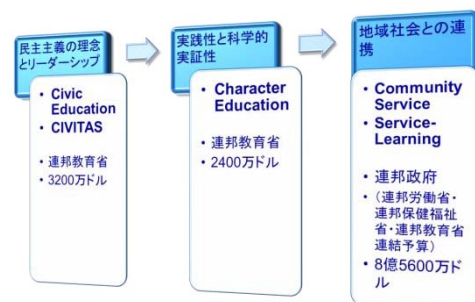 民主主義の理念
とリーダーシップ
• Civic
Education
• CIVITAS
• 連邦教育省
• 3200万ドル
実践性と科学的
実証性
• Character
Education
• 連邦教育省
• 2400万ドル
地域社会との連
携
• Community
Service
• Service-
Learning
• 連邦政府
• (連邦労働省・
連邦保健福祉
省・連邦教育省
連結予算)
• 8億5600万ド
ル